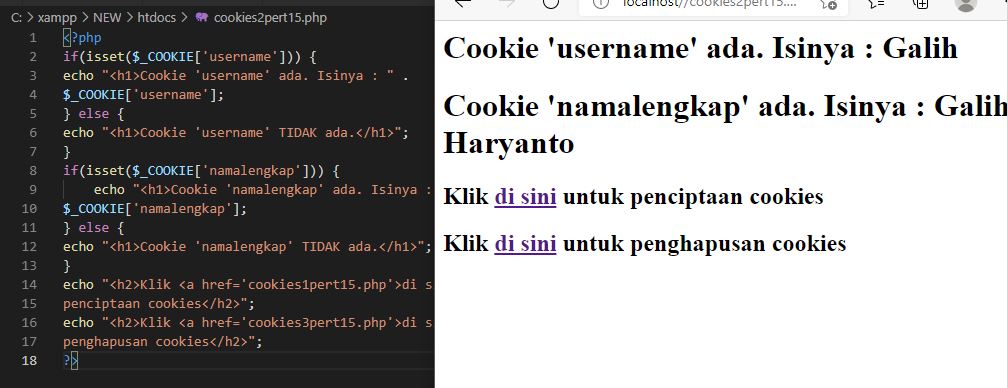 C: > xampp > NEW > htdocs > cookies2pert15.php
1 <?php
2 if(isset($_COOKIE['username'])) {
3 echo "<h1>Cookie 'username' ada. Isinya : " .
4 $_COOKIE['username'];
5 } else {
6 echo "<h1>Cookie 'username' TIDAK ada.</h1>";
7 }
8 if(isset($_COOKIE['namalengkap'])) {
9 echo "<h1>Cookie 'namalengkap' ada. Isinya :
10 $_COOKIE['namalengkap'];
11 } else {
12 echo "<h1>Cookie 'namalengkap' TIDAK ada.</h1>";
13 }
14 echo "<h2>Klik <a href='cookies1pert15.php'>di s
15 penciptaan cookies</h2>";
16 echo "<h2>Klik <a href='cookies3pert15.php'>di s
17 penghapusan cookies</h2>";
18 ?>
localhost//cookies2pert15....
Cookie 'username' ada. Isinya : Galih
Cookie 'namalengkap' ada. Isinya : Galih
Haryanto
Klik di sini untuk penciptaan cookies
Klik di sini untuk penghapusan cookies